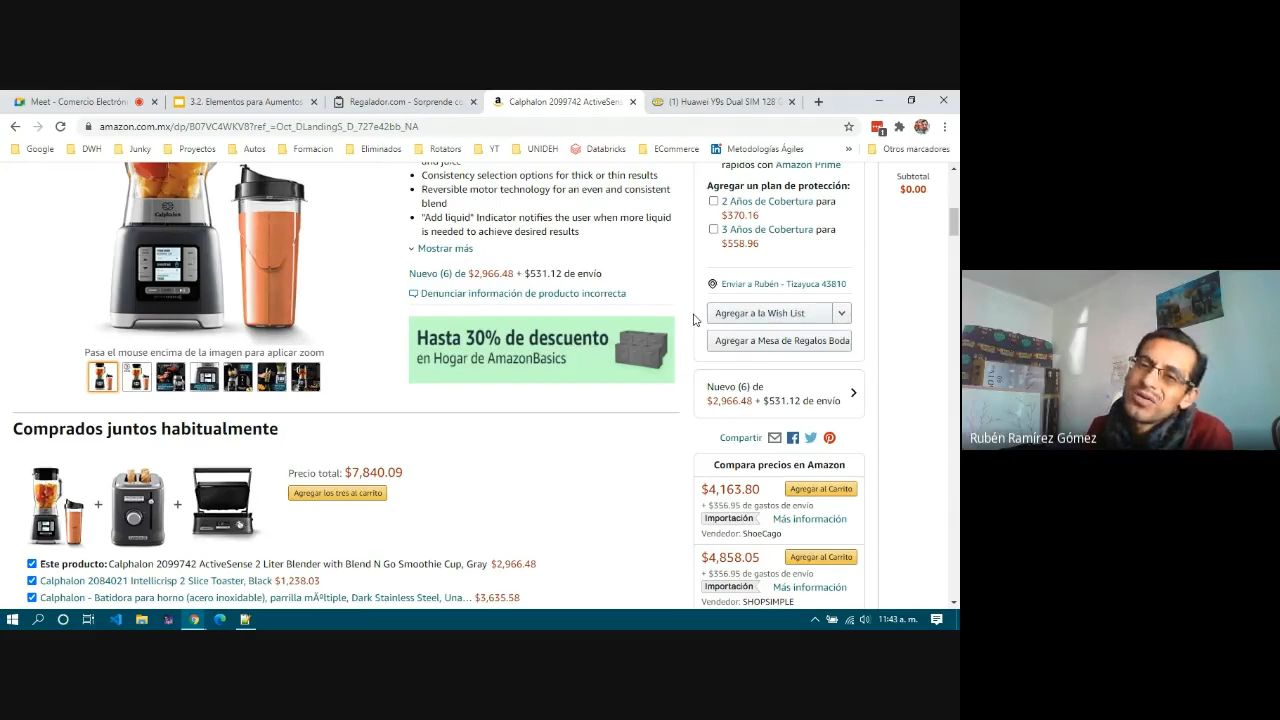 Meet - Comercio Electrón
3.2. Elementos para Aumentos
Regalador.com - Sorprende co
Calphalon 2099742 ActiveSens
(1) Huawei Y9s Dual SIM 128 G
amazon.com.mx/dp/B07VC4WKV8?ref_=Oct_DLandingS_D_727e42bb_NA
Google
DWH
Junky
Proyectos
Autos
Formacion
Eliminados
Rotators
YT
UNIDEH
Databricks
ECommerce
Metodologías Ágiles
»
Otros marcadores
Calphalon
Pasa el mouse encima de la imagen para aplicar zoom
and juice
• Consistency selection options for thick or thin results
• Reversible motor technology for an even and consistent
blend
• "Add liquid" Indicator notifies the user when more liquid
is needed to achieve desired results
Mostrar más
Nuevo (6) de $2,966.48 + $531.12 de envío
Denunciar información de producto incorrecta
Hasta 30% de descuento
en Hogar de AmazonBasics
rápidos con Amazon Prime
Agregar un plan de protección:
2 Años de Cobertura para
$370.16
3 Años de Cobertura para
$558.96
Enviar a Rubén - Tizayuca 43810
Agregar a la Wish List
Agregar a Mesa de Regalos Boda
Nuevo (6) de
$2,966.48 + $531.12 de envío
Compartir
Compara precios en Amazon
$4,163.80
Agregar al Carrito
+ $356.95 de gastos de envío
Importación
Más información
Vendedor: ShoeCago
$4,858.05
Agregar al Carrito
+ $356.95 de gastos de envío
Importación
Más información
Vendedor: SHOPSIMPLE
Subtotal
$0.00
Comprados juntos habitualmente
+
+
Precio total: $7,840.09
Agregar los tres al carrito
Este producto: Calphalon 2099742 ActiveSense 2 Liter Blender with Blend N Go Smoothie Cup, Gray $2,966.48
Calphalon 2084021 Intellicrisp 2 Slice Toaster, Black $1,238.03
Calphalon - Batidora para horno (acero inoxidable), parrilla mÃºltiple, Dark Stainless Steel, Una... $3,635.58
11:43 a. m.
Rubén Ramírez Gómez